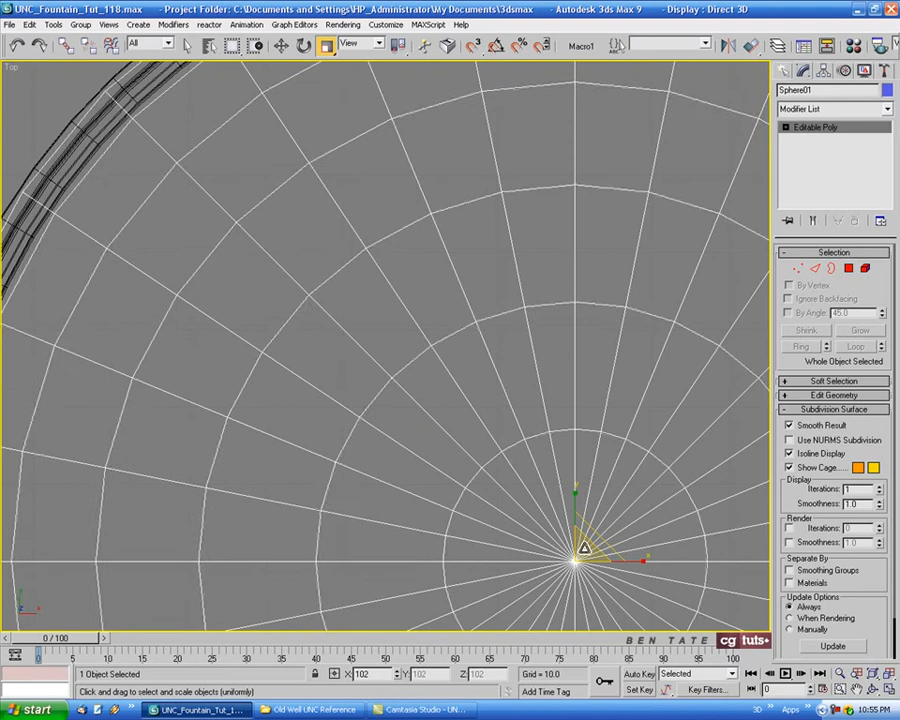 UNC_Fountain_Tut_118.max - Project Folder: C:\Documents and Settings\HP_Administrator\My Documents\3dsmax - Autodesk 3ds Max 9 - Display : Direct 3D
File Edit Tools Group Views Create Modifiers reactor Animation Graph Editors Rendering Customize MAXScript Help
All View Macro1
Top
Sphere01
Modifier List
Editable Poly
Selection
By Vertex
Ignore Backfacing
By Angle: 45.0
Shrink Grow
Ring Loop
Whole Object Selected
Soft Selection
Edit Geometry
Subdivision Surface
Smooth Result
Use NURMS Subdivision
Isoline Display
Show Cage......
Display
Iterations: 1
Smoothness: 1.0
Render
Iterations: 0
Smoothness: 1.0
Separate By
Smoothing Groups
Materials
Update Options
Always
When Rendering
Manually
Update
y
x
z x
BEN TATE cg tuts+
0 / 100
0 5 10 15 20 25 30 35 40 45 50 55 60 65 70 75 80 85 90 95 100
1 Object Selected X: 102 Y: 102 Z: 102 Grid = 10.0 Auto Key Selected
Click and drag to select and scale objects (uniformly) Add Time Tag Set Key Key Filters... 0
start UNC_Fountain_Tut_1... Old Well UNC Reference Camtasia Studio - UN... 3D Apps 10:55 PM